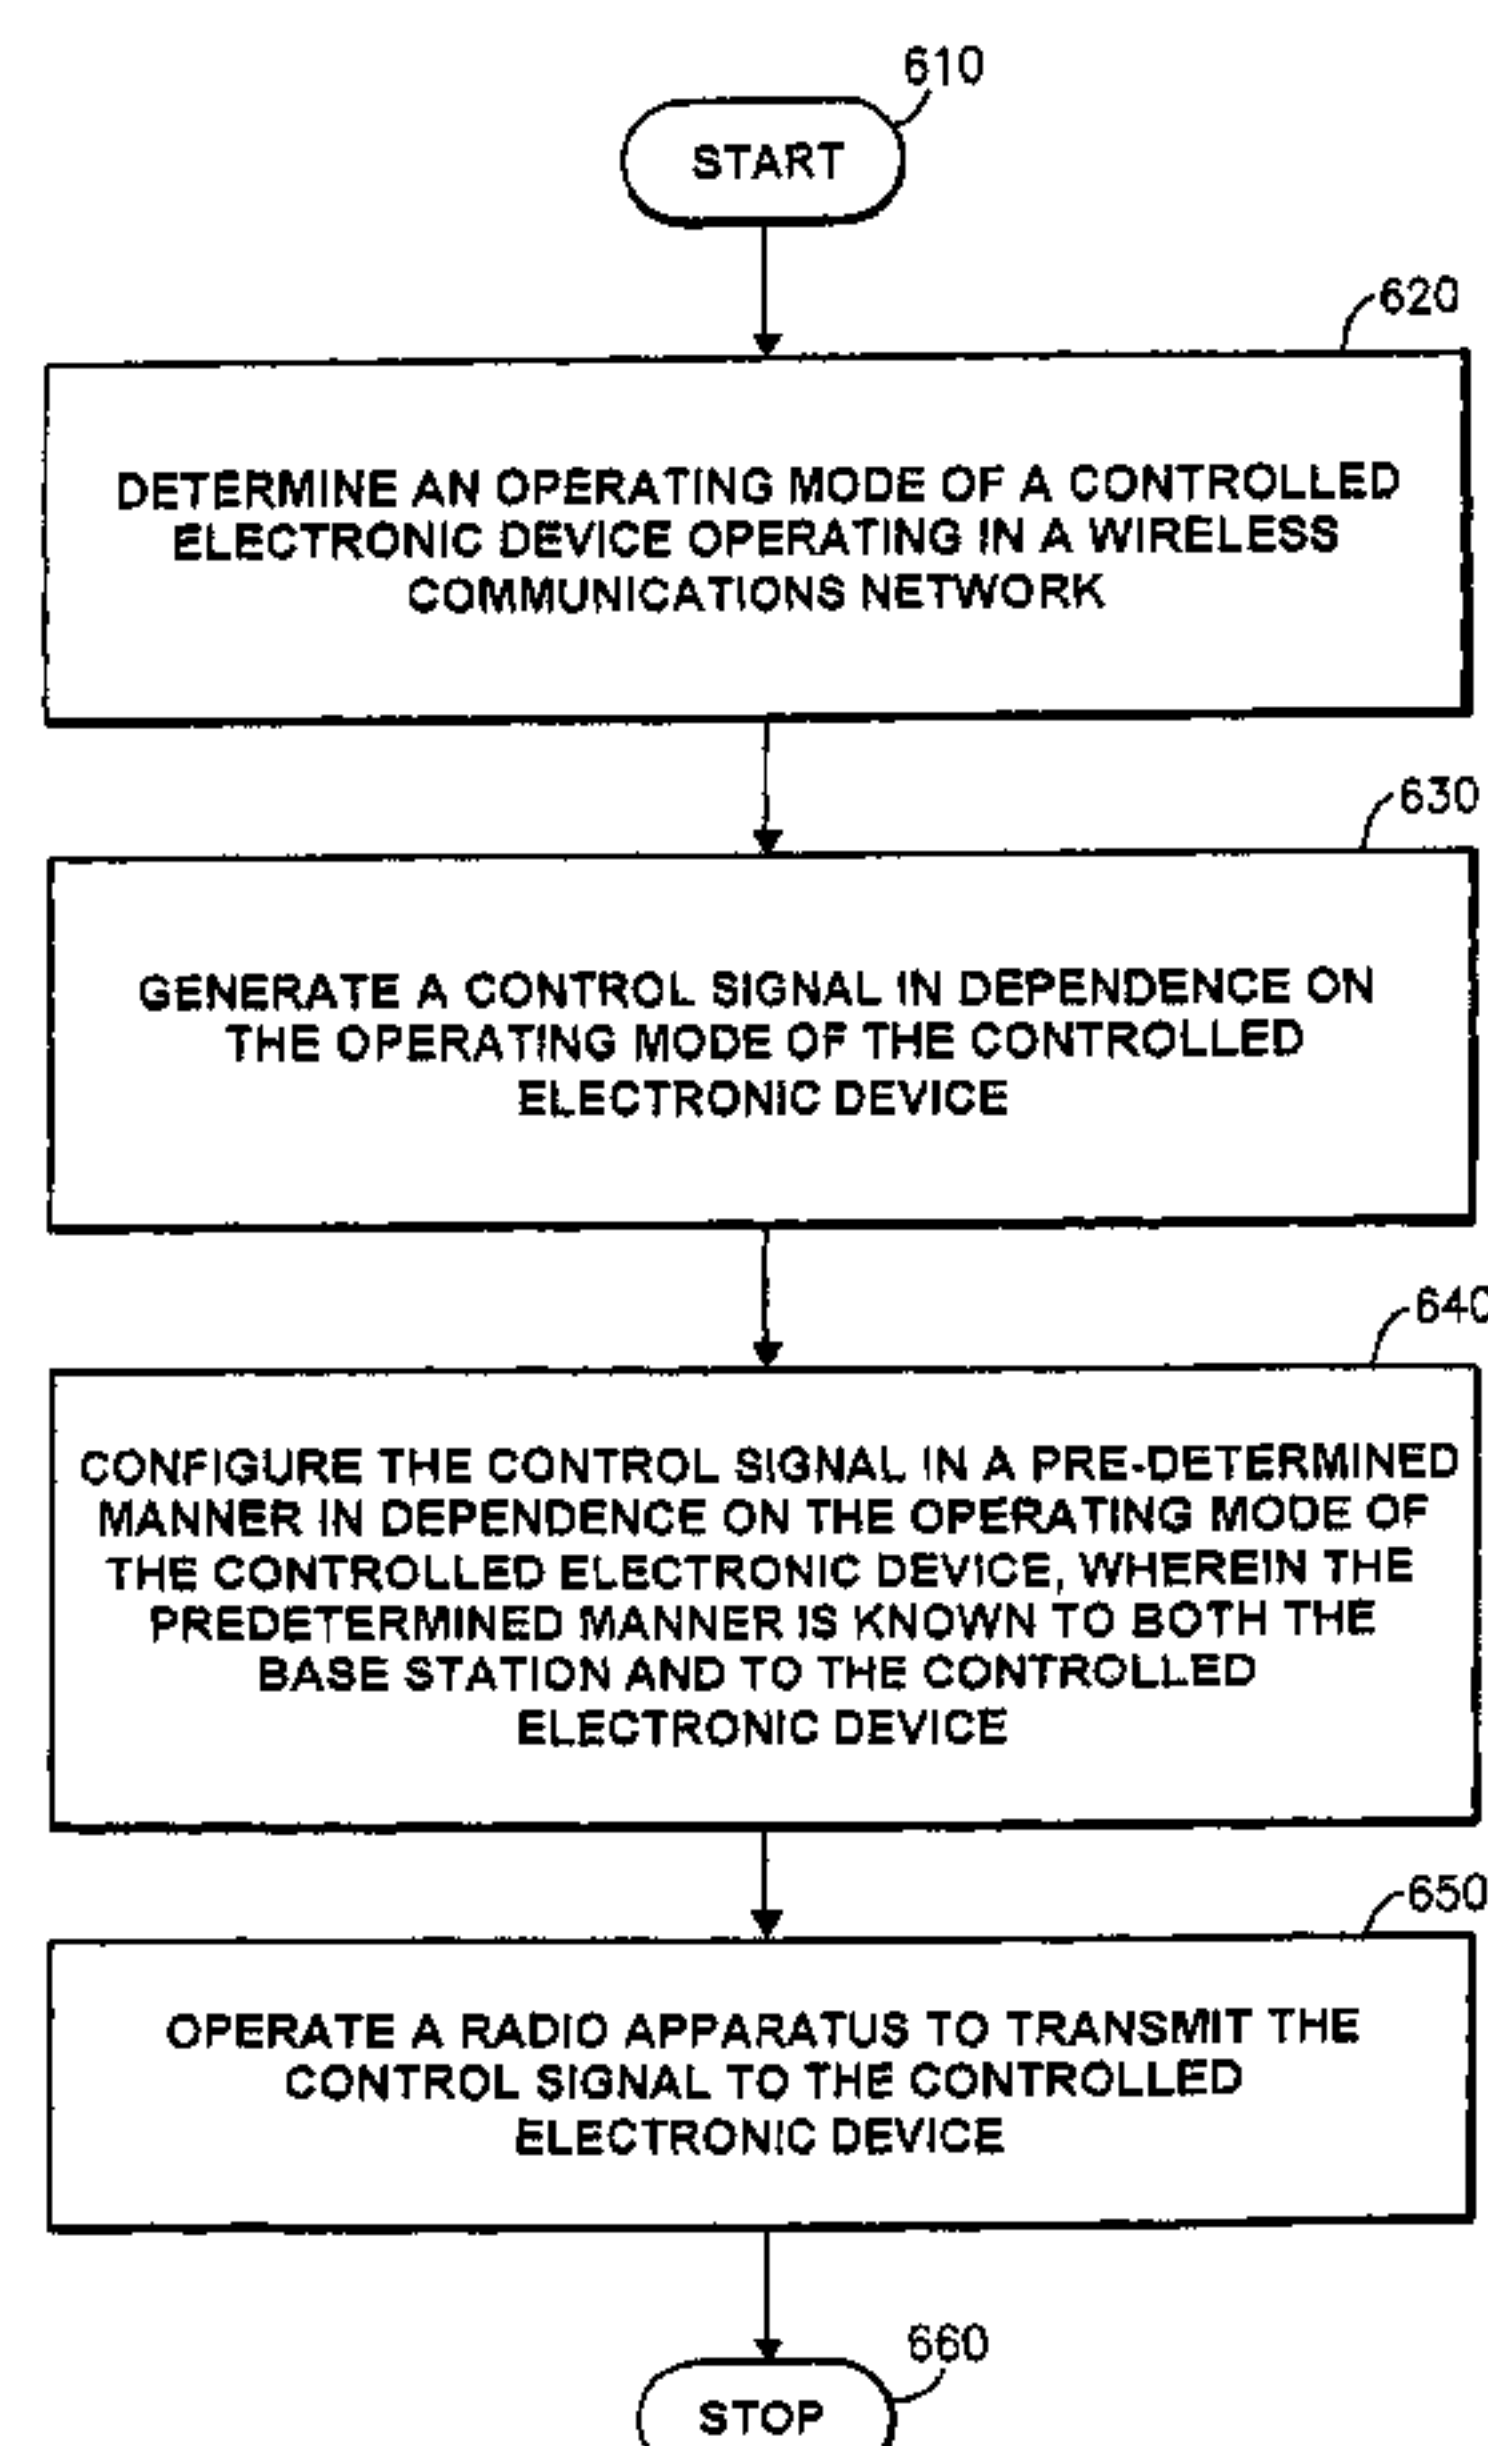 610
START
620
DETERMINE AN OPERATING MODE OF A CONTROLLED
ELECTRONIC DEVICE OPERATING IN A WIRELESS
COMMUNICATIONS NETWORK
630
GENERATE A CONTROL SIGNAL IN DEPENDENCE ON
THE OPERATING MODE OF THE CONTROLLED
ELECTRONIC DEVICE
640
CONFIGURE THE CONTROL SIGNAL IN A PRE-DETERMINED
MANNER IN DEPENDENCE ON THE OPERATING MODE OF
THE CONTROLLED ELECTRONIC DEVICE, WHEREIN THE
PREDETERMINED MANNER IS KNOWN TO BOTH THE
BASE STATION AND TO THE CONTROLLED
ELECTRONIC DEVICE
650
OPERATE A RADIO APPARATUS TO TRANSMIT THE
CONTROL SIGNAL TO THE CONTROLLED
ELECTRONIC DEVICE
660
STOP